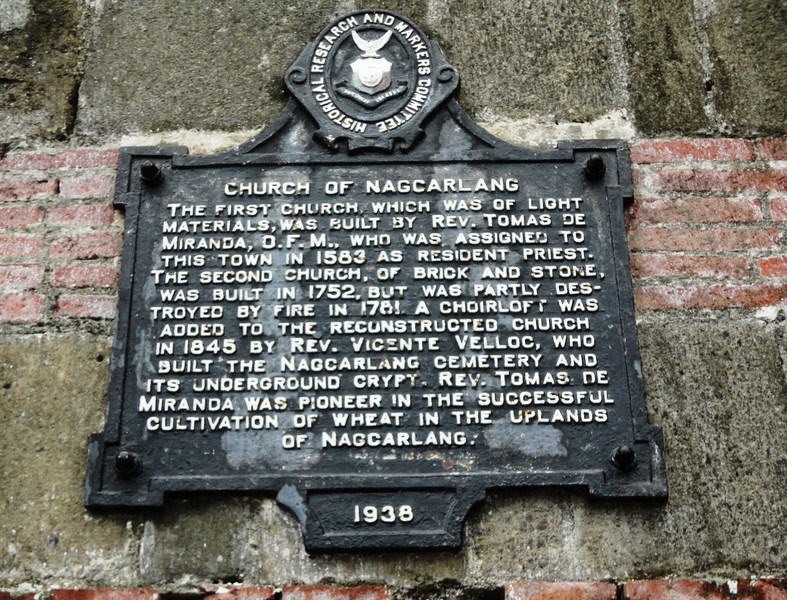 HISTORICAL RESEARCH AND MARKERS COMMITTEE
CHURCH OF NAGCARLANG
THE FIRST CHURCH, WHICH WAS OF LIGHT
MATERIALS, WAS BUILT BY REV. TOMAS DE
MIRANDA, O.F.M., WHO WAS ASSIGNED TO
THIS TOWN IN 1583 AS RESIDENT PRIEST.
THE SECOND CHURCH, OF BRICK AND STONE,
WAS BUILT IN 1752, BUT WAS PARTLY DES-
TROYED BY FIRE IN 1781. A CHOIRLOFT WAS
ADDED TO THE RECONSTRUCTED CHURCH
IN 1845 BY REV. VICENTE VELLOC, WHO
BUILT THE NAGCARLANG CEMETERY AND
ITS UNDERGROUND CRYPT. REV. TOMAS DE
MIRANDA WAS PIONEER IN THE SUCCESSFUL
CULTIVATION OF WHEAT IN THE UPLANDS
OF NAGCARLANG.
1938